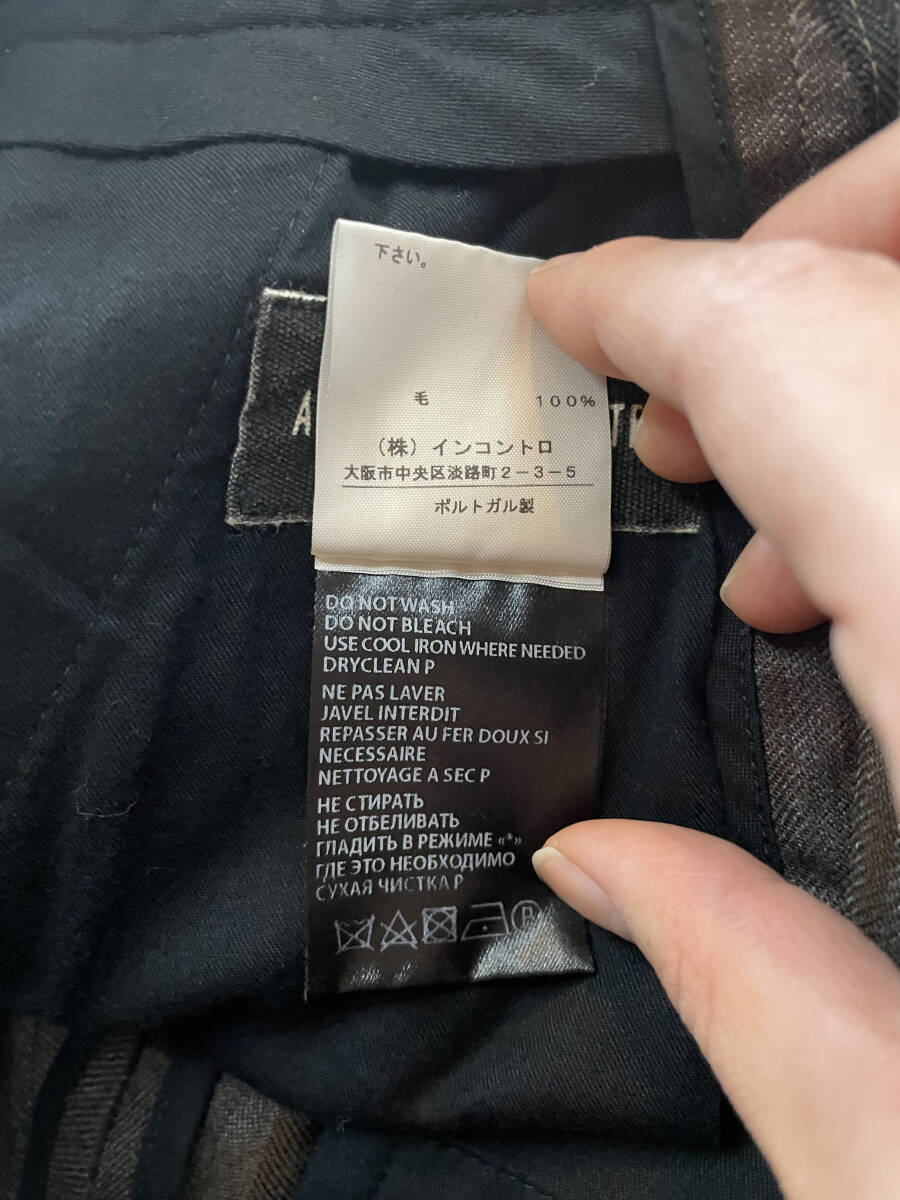 下さい。
毛 100%
(株)インコントロ
大阪市中央区淡路町2-3-5
ポルトガル製
DO NOT WASH
DO NOT BLEACH
USE COOL IRON WHERE NEEDED
DRYCLEAN P
NE PAS LAVER
JAVEL INTERDIT
REPASSER AU FER DOUX SI
NECESSAIRE
NETTOYAGE A SEC P
НЕ СТИРАТЬ
НЕ ОТБЕЛИВАТЬ
ГЛАДИТЬ В РЕЖИМЕ «*»
ГДЕ ЭТО НЕОБХОДИМО
СУХАЯ ЧИСТКА P